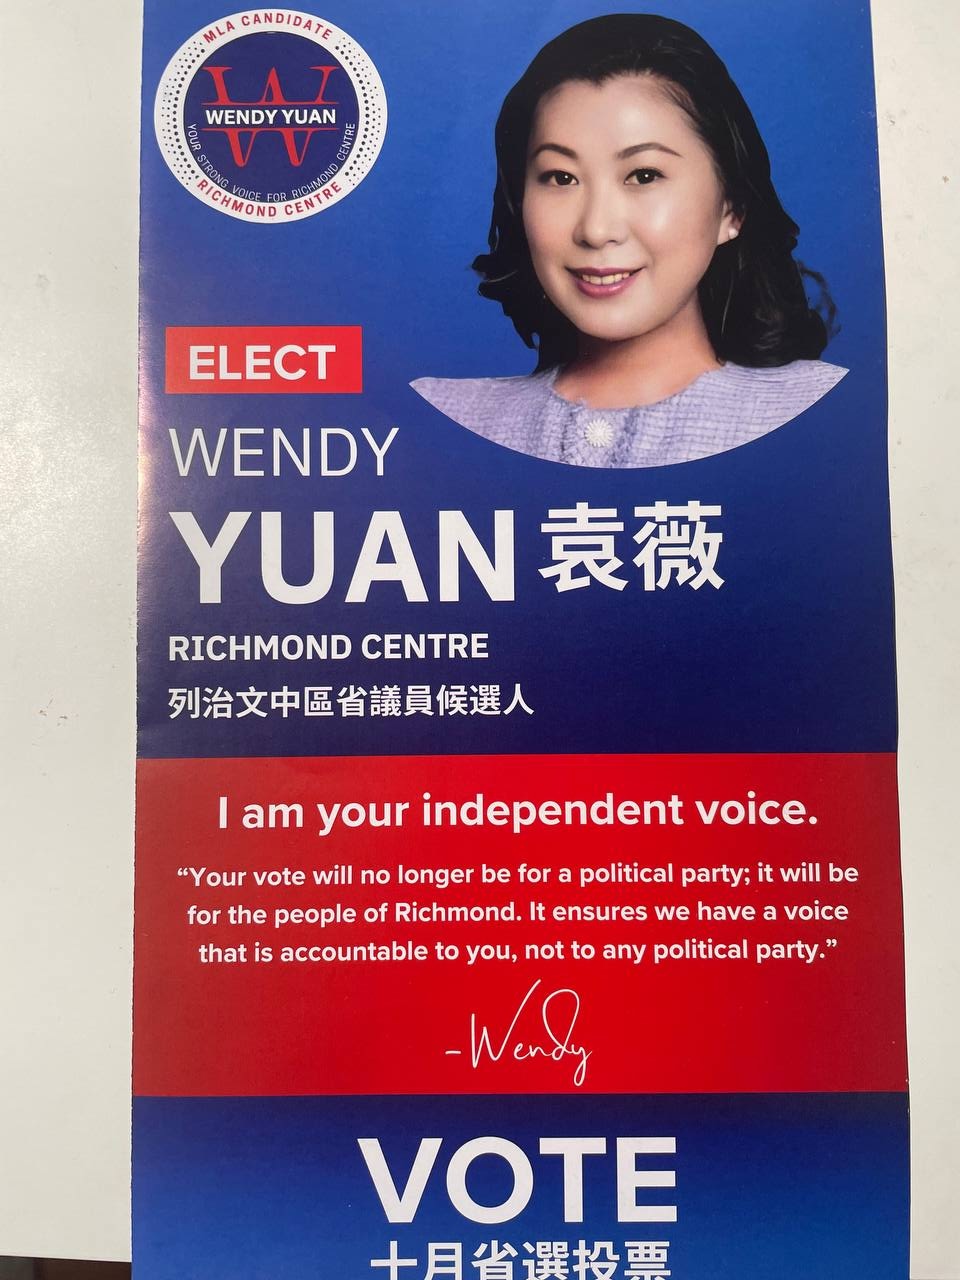 MLA CANDIDATE
W
WENDY YUAN
YOUR STRONG VOICE FOR RICHMOND CENTRE
RICHMOND CENTRE
ELECT
WENDY
YUAN 袁薇
RICHMOND CENTRE
列治文中區省議員候選人
I am your independent voice.
“Your vote will no longer be for a political party; it will be
for the people of Richmond. It ensures we have a voice
that is accountable to you, not to any political party.”
-Wendy
VOTE
十月省選投票